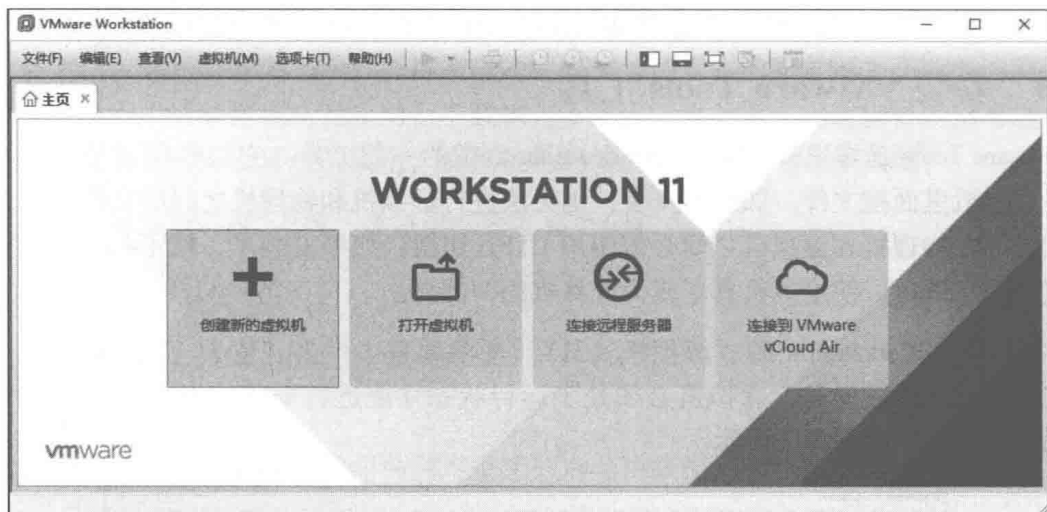 VMware Workstation
文件(F) 编辑(E) 查看(V) 虚拟机(M) 选项卡(T) 帮助(H)
主页 ×
WORKSTATION 11
创建新的虚拟机
打开虚拟机
连接远程服务器
连接到 VMware
vCloud Air
vmware